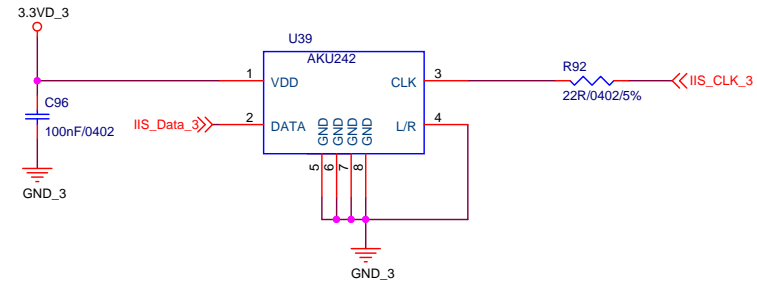 3.3VD_3
U39
AKU242
1
VDD
CLK
3
R92
22R/0402/5%
IIS_CLK_3
C96
100nF/0402
IIS_Data_3
2
DATA
GND
GND
GND
GND
L/R
4
5
6
7
8
GND_3
GND_3